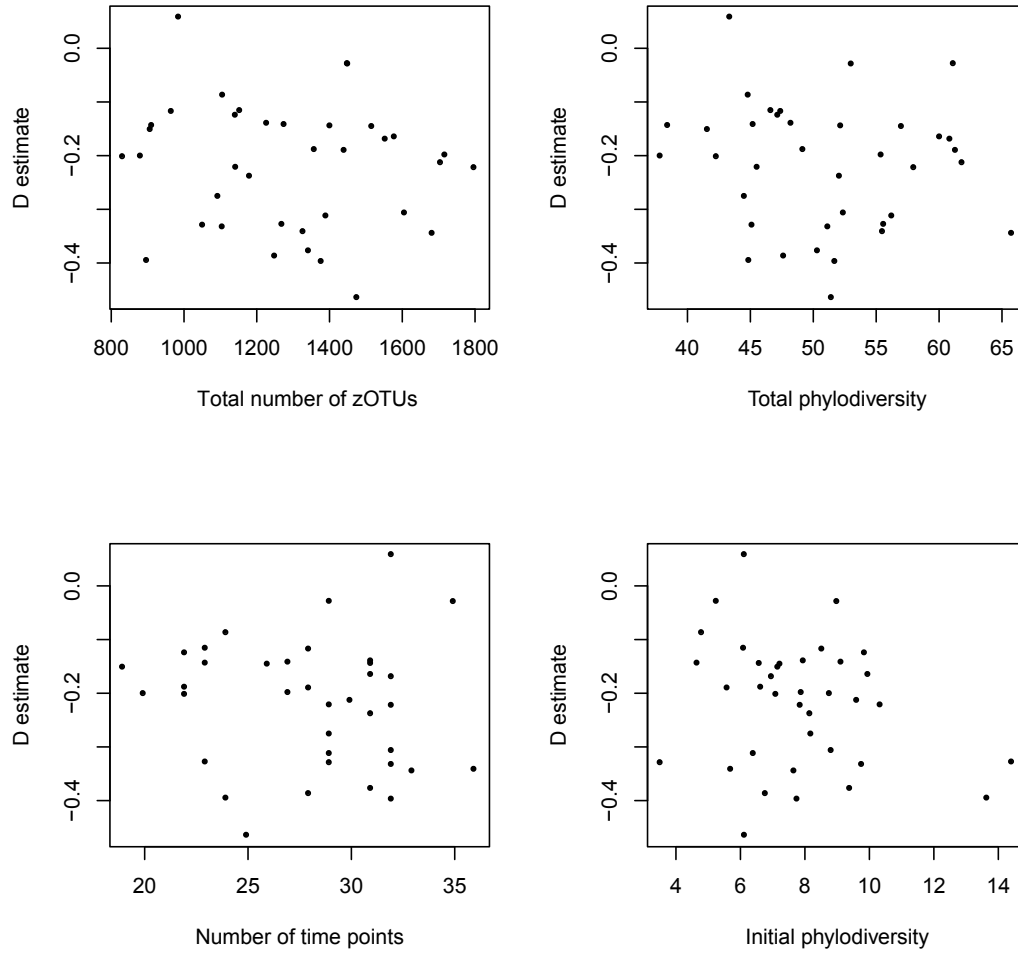 D estimate
0.0
−0.2
−0.4
800 1000 1200 1400 1600 1800
Total number of zOTUs
D estimate
0.0
−0.2
−0.4
40 45 50 55 60 65
Total phylodiversity
D estimate
0.0
−0.2
−0.4
20 25 30 35
Number of time points
D estimate
0.0
−0.2
−0.4
4 6 8 10 12 14
Initial phylodiversity